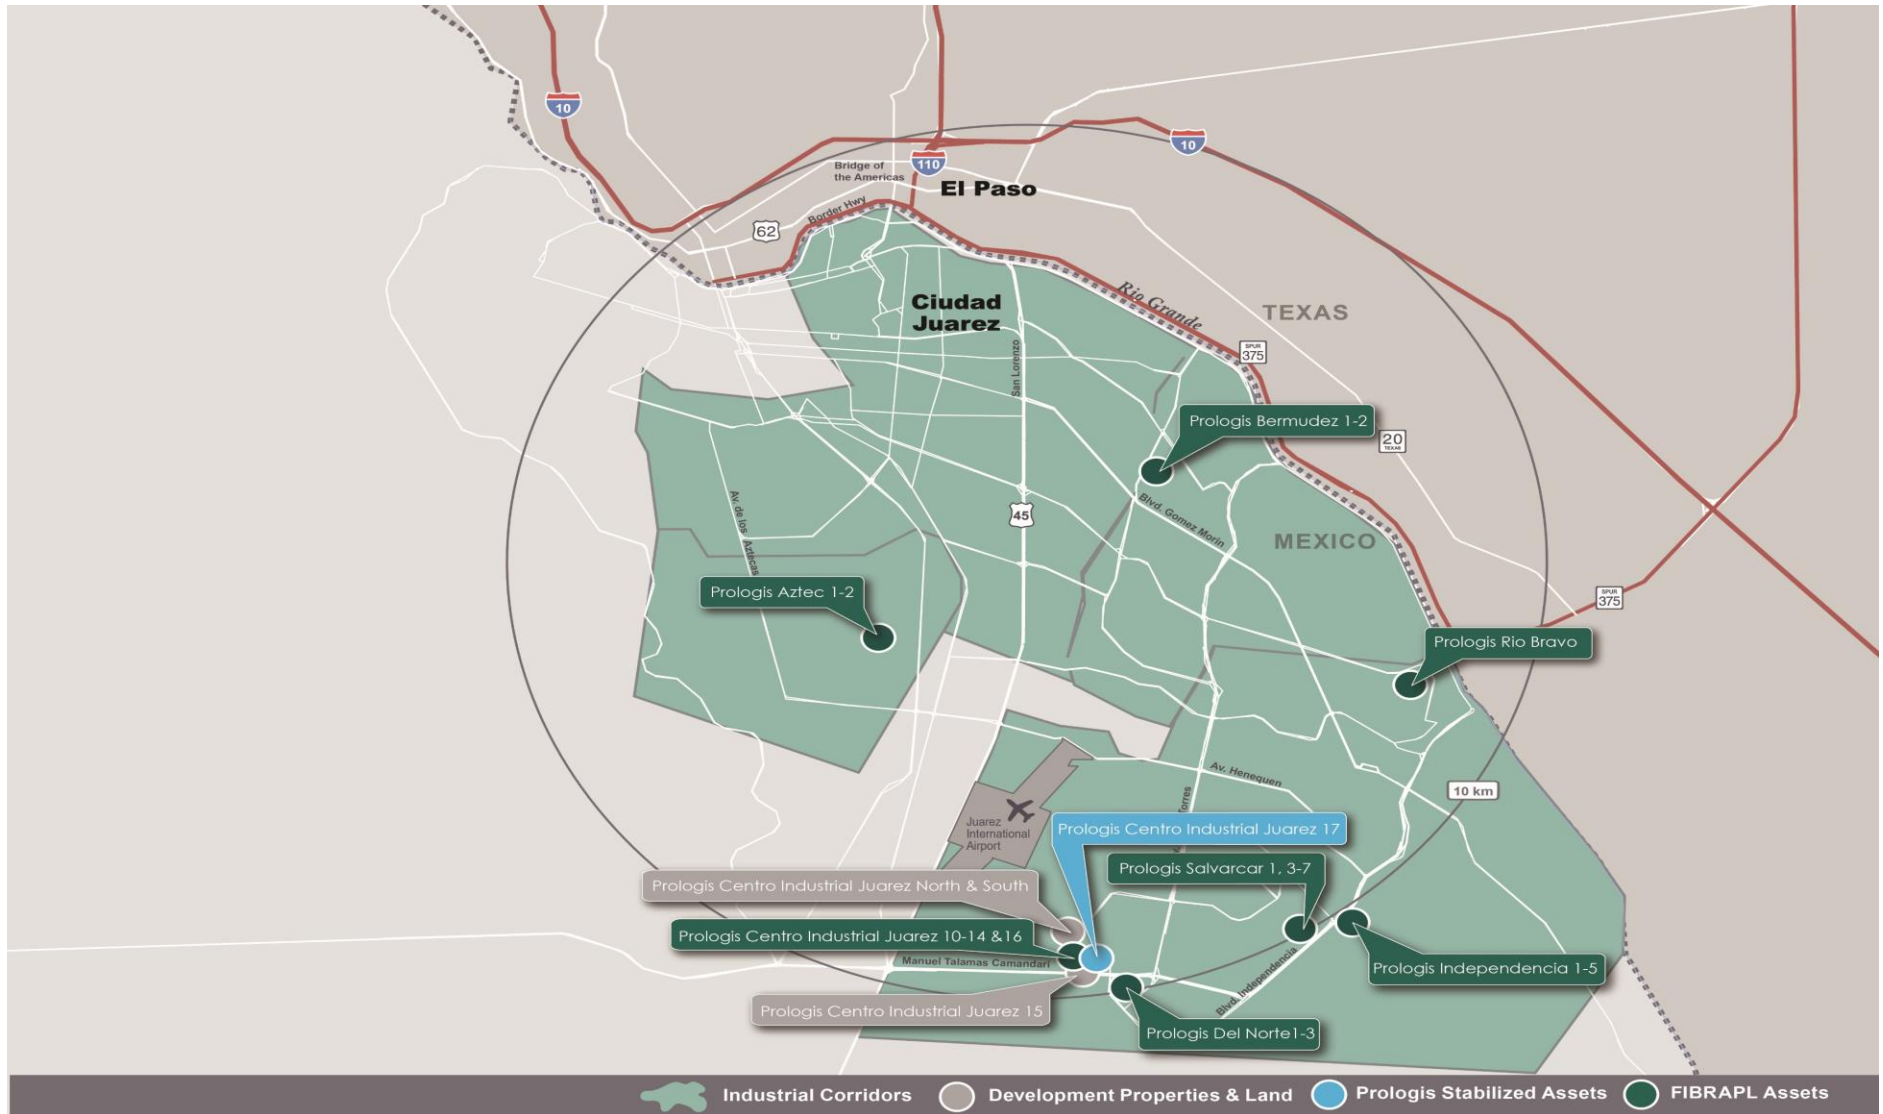 10
10
110
Bridge of
the Americas
El Paso
Border Hwy
62
Rio Grande
TEXAS
Ciudad
Juarez
San Lorenzo
SPUR
375
Prologis Bermudez 1-2
20
TEXAS
Av. de los Aztecas
45
Blvd. Gomez Morin
MEXICO
Prologis Aztec 1-2
SPUR
375
Prologis Rio Bravo
Av. Henequen
10 km
Torres
Juarez
International
Airport
Prologis Centro Industrial Juarez 17
Prologis Salvarcar 1, 3-7
Prologis Centro Industrial Juarez North & South
Prologis Centro Industrial Juarez 10-14 &16
Manuel Talamas Camandari
Blvd. Independencia
Prologis Independencia 1-5
Prologis Centro Industrial Juarez 15
Prologis Del Norte1-3
Industrial Corridors
Development Properties & Land
Prologis Stabilized Assets
FIBRAPL Assets